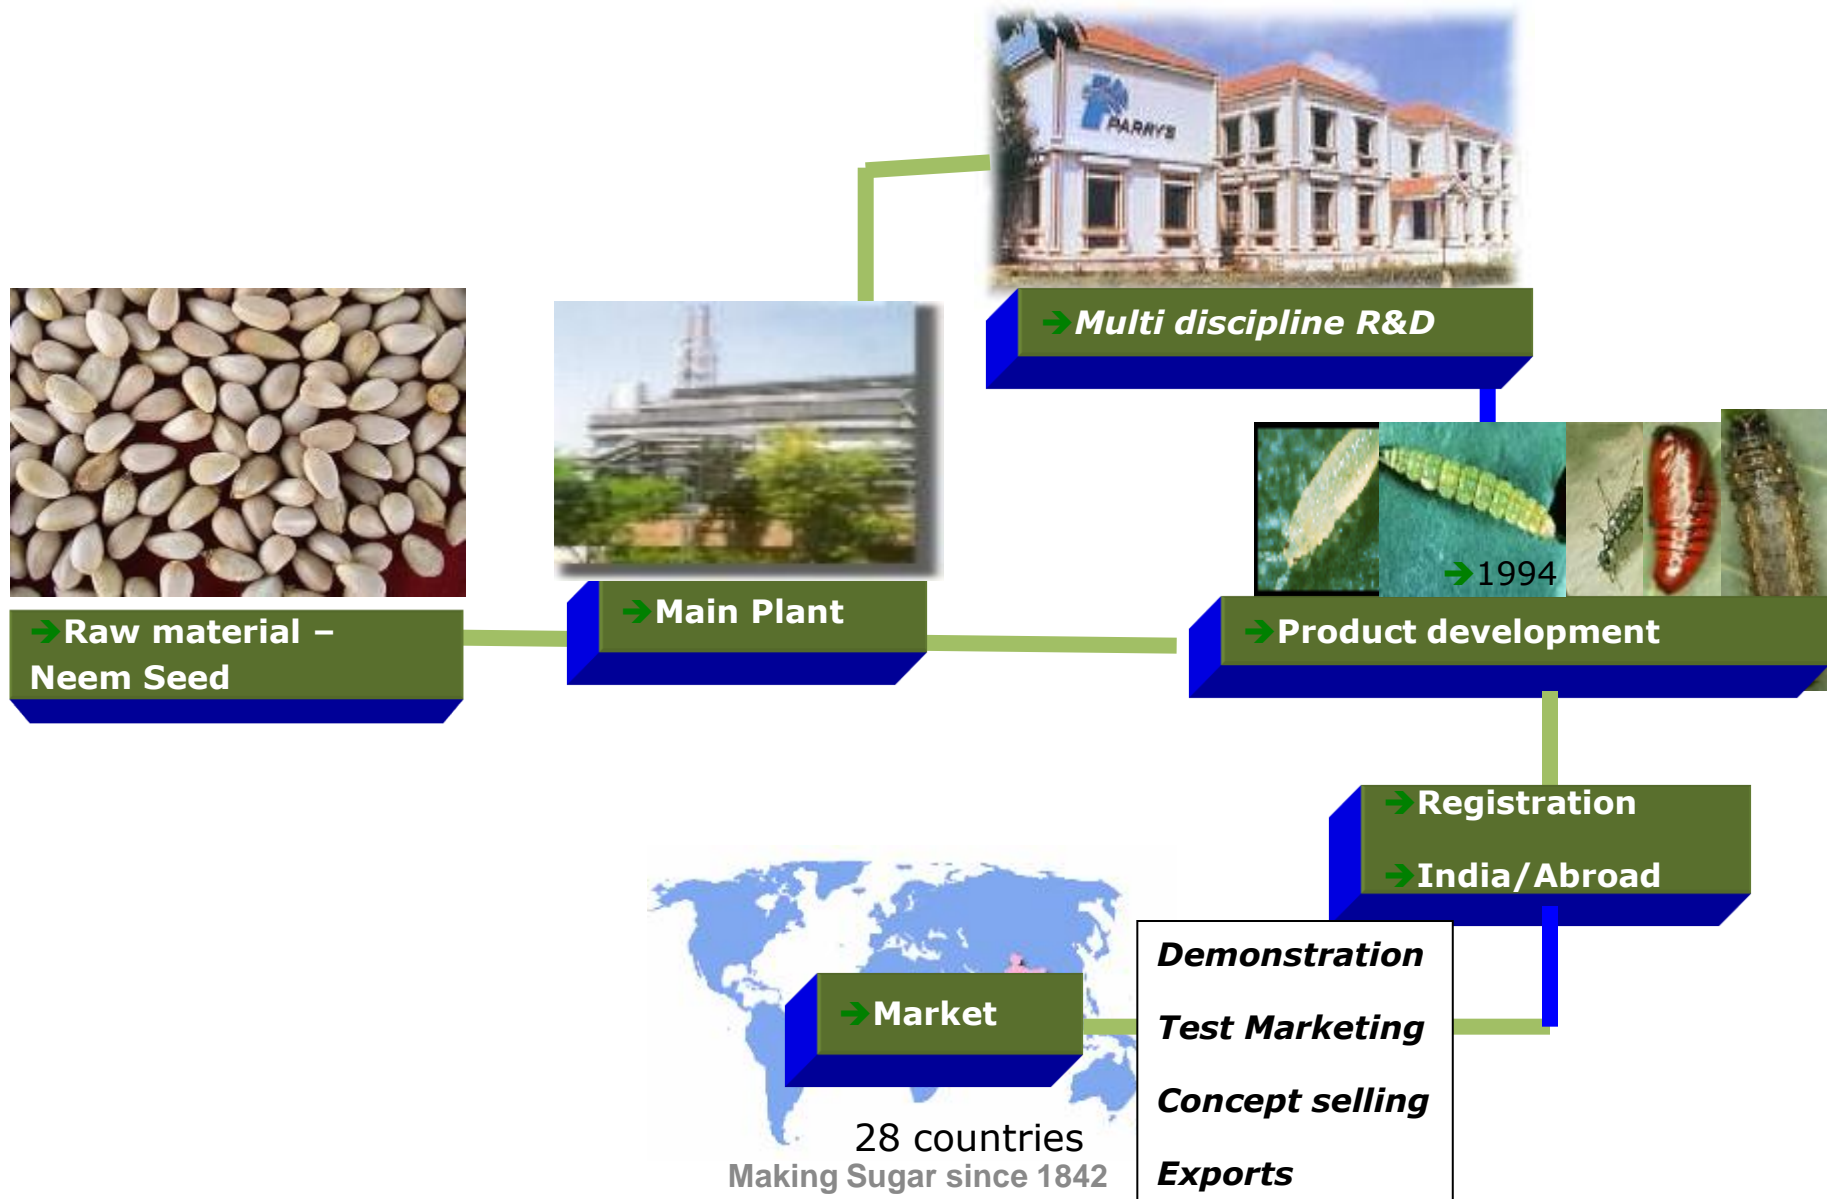 PARRYS
➔Multi discipline R&D
➔1994
➔Raw material –
Neem Seed
➔Main Plant
➔Product development
➔Registration
➔India/Abroad
Demonstration
Test Marketing
Concept selling
Exports
➔Market
28 countries
Making Sugar since 1842